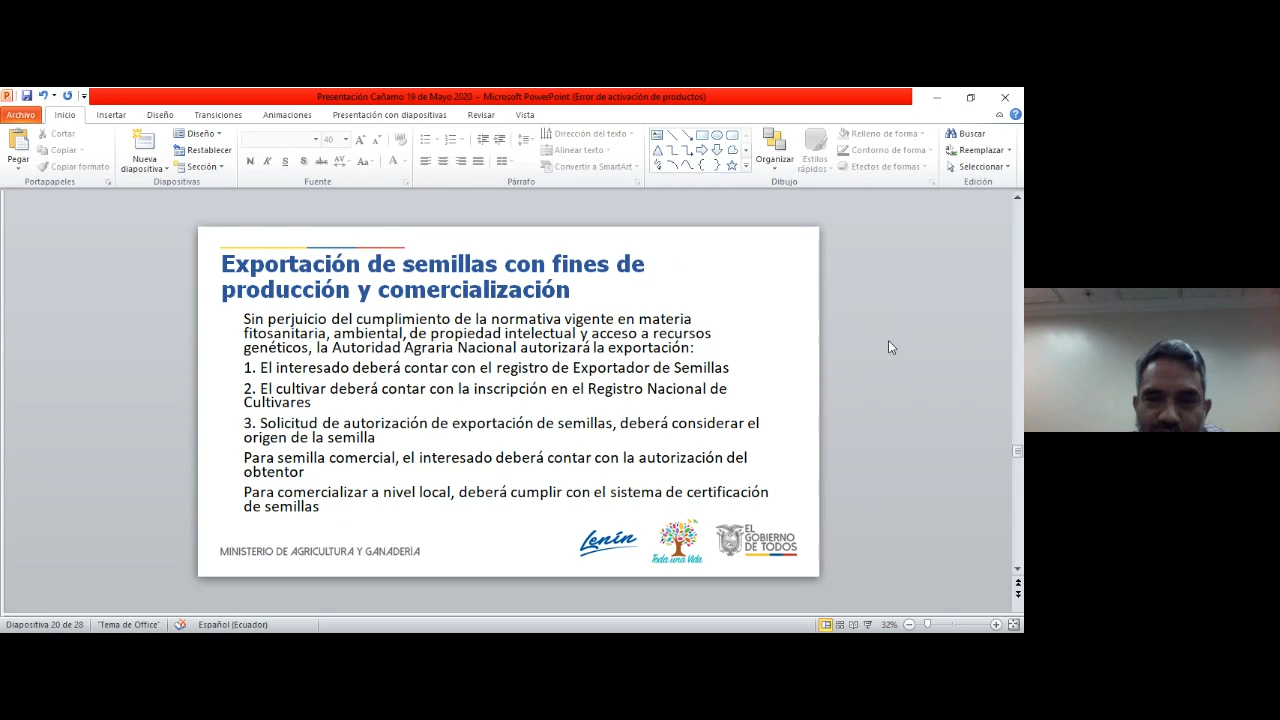 Presentación Cañamo 19 de Mayo 2020 - Microsoft PowerPoint (Error de activación de productos)
Archivo Inicio Insertar Diseño Transiciones Animaciones Presentación con diapositivas Revisar Vista
Pegar
Cortar
Copiar
Copiar formato
Portapapeles
Nueva
diapositiva
Diseño
Restablecer
Sección
Diapositivas
40
N K S S abc AV Aa A
Fuente
Dirección del texto
Alinear texto
Convertir a SmartArt
Párrafo
Organizar
Estilos
rápidos
Relleno de forma
Contorno de forma
Efectos de formas
Dibujo
Buscar
Reemplazar
Seleccionar
Edición
Exportación de semillas con fines de
producción y comercialización
Sin perjuicio del cumplimiento de la normativa vigente en materia
fitosanitaria, ambiental, de propiedad intelectual y acceso a recursos
genéticos, la Autoridad Agraria Nacional autorizará la exportación:
1. El interesado deberá contar con el registro de Exportador de Semillas
2. El cultivar deberá contar con la inscripción en el Registro Nacional de
Cultivares
3. Solicitud de autorización de exportación de semillas, deberá considerar el
origen de la semilla
Para semilla comercial, el interesado deberá contar con la autorización del
obtentor
Para comercializar a nivel local, deberá cumplir con el sistema de certificación
de semillas
MINISTERIO DE AGRICULTURA Y GANADERÍA
Lenín
Toda una Vida
EL
GOBIERNO
DE TODOS
Diapositiva 20 de 28 "Tema de Office" Español (Ecuador) 32%